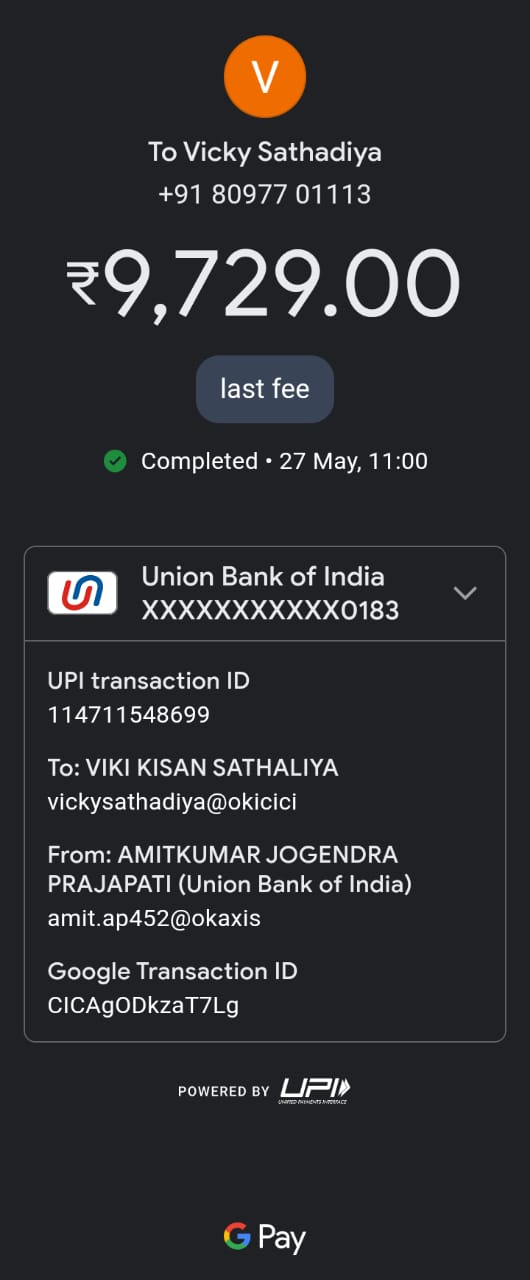 V
To Vicky Sathadiya
+91 80977 01113
₹9,729.00
last fee
Completed • 27 May, 11:00
Union Bank of India
XXXXXXXXXXX0183
UPI transaction ID
114711548699
To: VIKI KISAN SATHALIYA
vickysathadiya@okicici
From: AMITKUMAR JOGENDRA
PRAJAPATI (Union Bank of India)
amit.ap452@okaxis
Google Transaction ID
CICAgODkzaT7Lg
POWERED BY UPI
UNIFIED PAYMENTS INTERFACE
G Pay